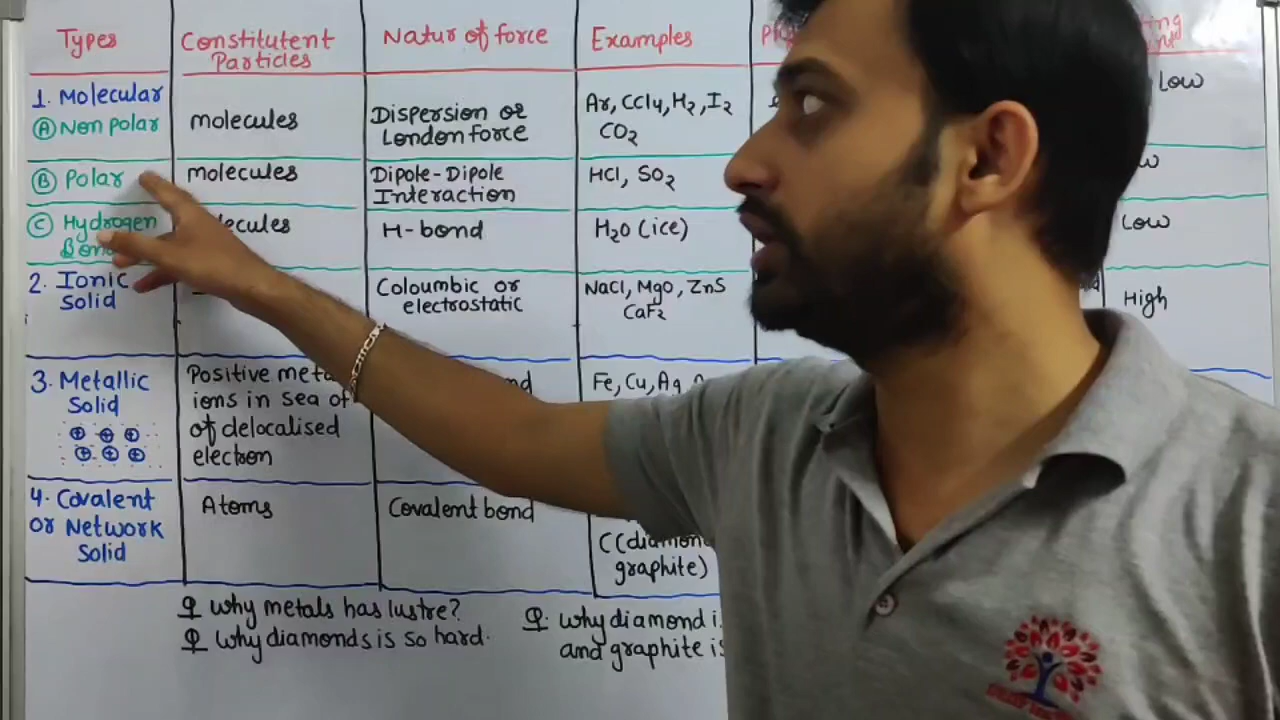 Types
Constitutent
Particles
Natur of force
Examples
1. Molecular
Ⓐ Non Polar
molecules
Dispersion or
London force
Ar, CCl4, H2, I2
CO2
Low
Ⓑ Polar
molecules
Dipole-Dipole
Interaction
HCl, SO2
Ⓒ Hydrogen
H-bond
H2O (ice)
Low
2. Ionic
Solid
Coloumbic or
electrostatic
NaCl, MgO, ZnS
CaF2
High
3. Metallic
Solid
Positive
ions in sea of
of delocalised
electron
Fe, Cu, Ag
4. Covalent
or Network
Solid
Atoms
Covalent bond
C(diamond
graphite)
Q why metals has lustre?
Q why diamonds is so hard.
Q: why diamond
and graphite